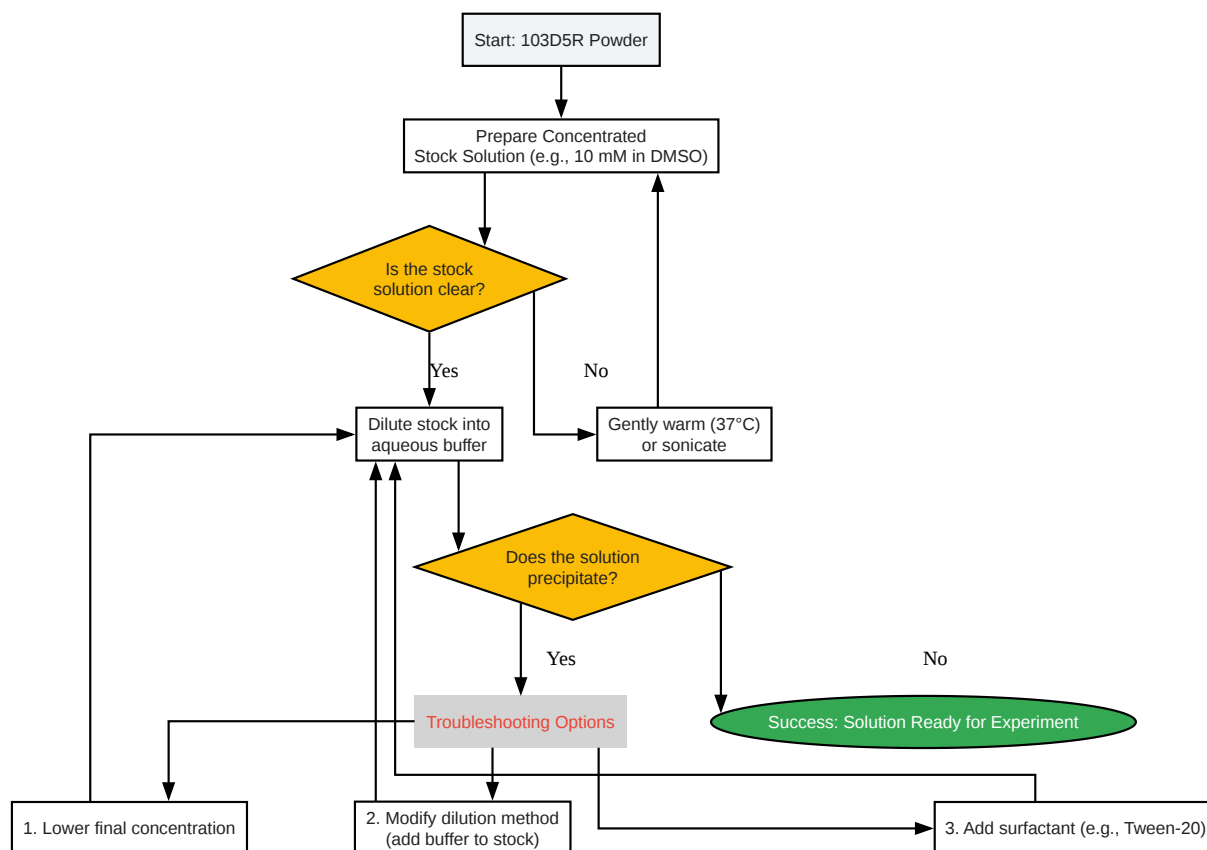 Start: 103D5R Powder
Prepare Concentrated
Stock Solution (e.g., 10 mM in DMSO)
Is the stock
solution clear?
Yes
No
Dilute stock into
aqueous buffer
Gently warm (37°C)
or sonicate
Does the solution
precipitate?
Yes
No
Troubleshooting Options
Success: Solution Ready for Experiment
1. Lower final concentration
2. Modify dilution method
(add buffer to stock)
3. Add surfactant (e.g., Tween-20)